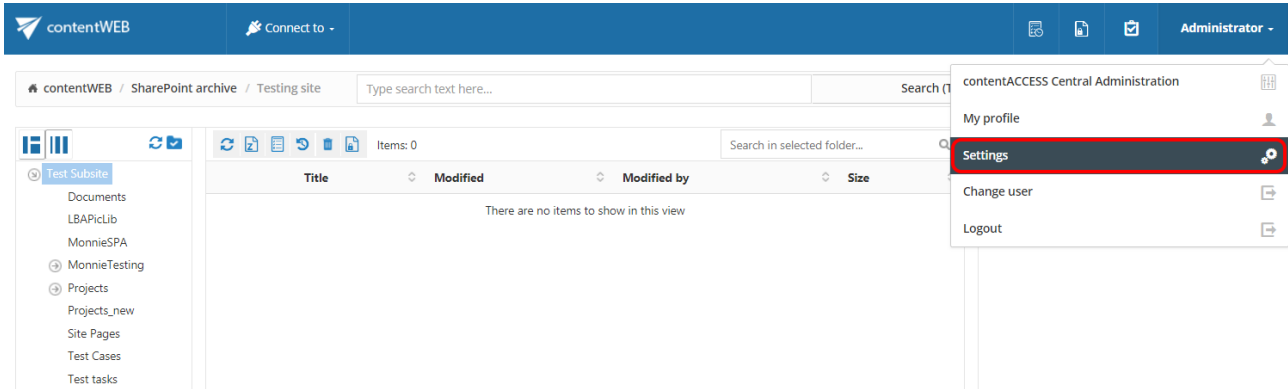 contentWEB
Connect to
Administrator
contentWEB / SharePoint archive / Testing site
Type search text here...
Search (T
contentACCESS Central Administration
My profile
Settings
Change user
Logout
Items: 0
Search in selected folder...
Title Modified Modified by Size
There are no items to show in this view
Test Subsite
Documents
LBAPicLib
MonnieSPA
MonnieTesting
Projects
Projects_new
Site Pages
Test Cases
Test tasks